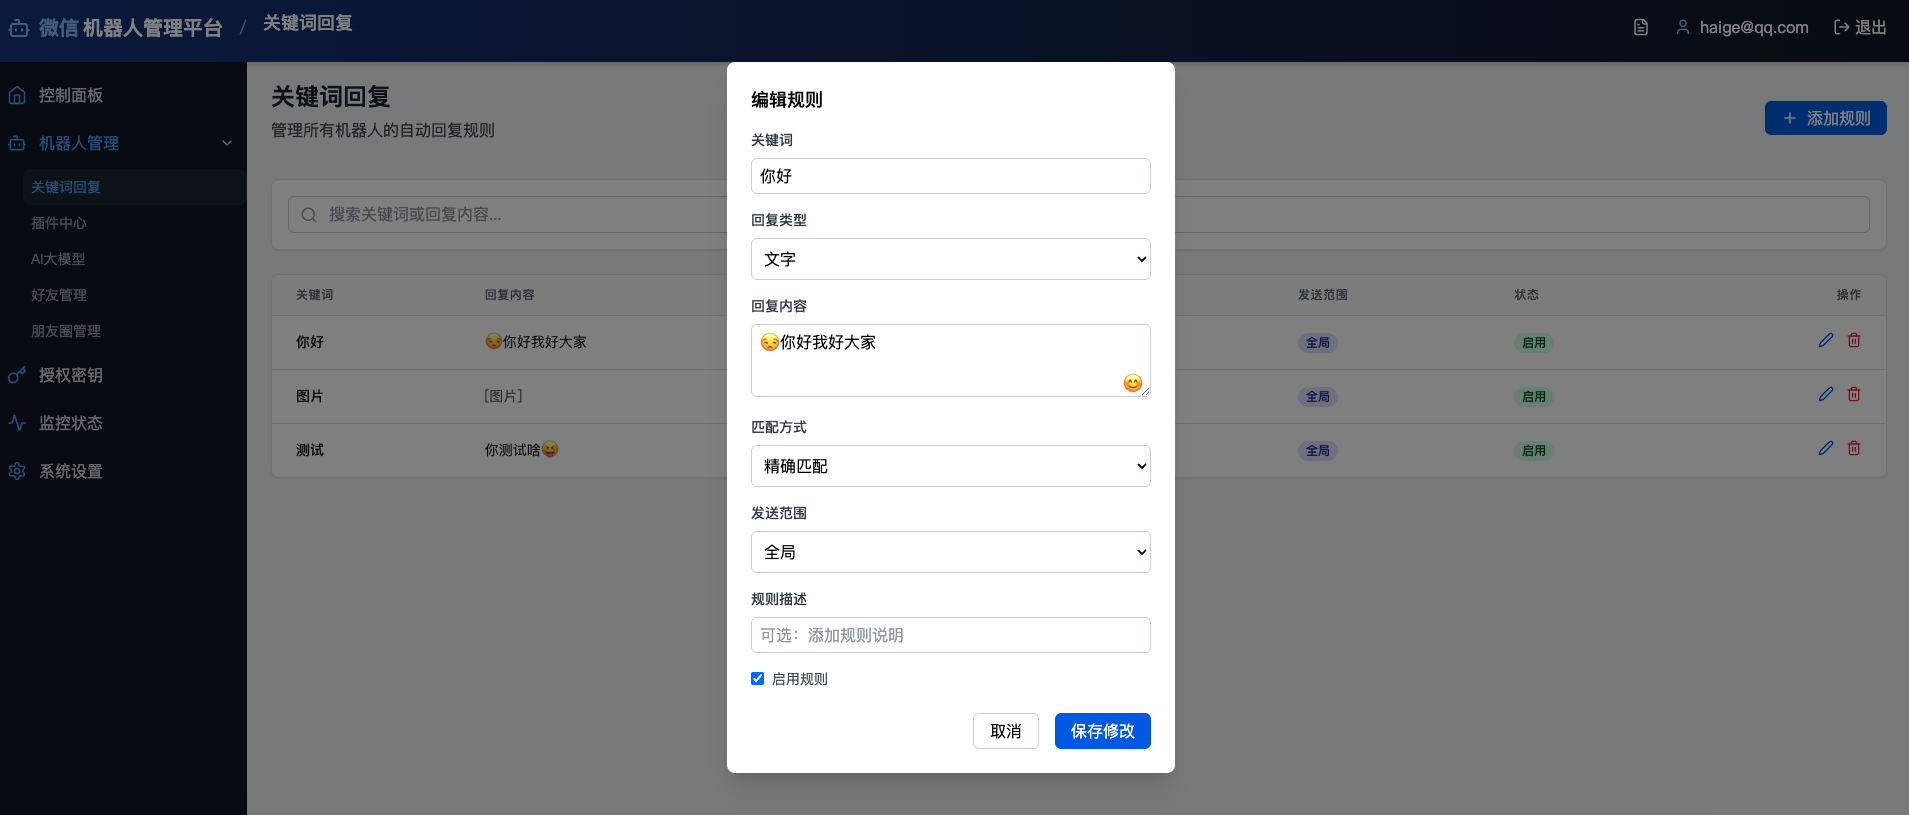 微信 机器人管理平台 / 关键词回复
haige@qq.com 退出
控制面板
机器人管理
关键词回复
插件中心
AI大模型
好友管理
朋友圈管理
授权密钥
监控状态
系统设置
关键词回复
管理所有机器人的自动回复规则
添加规则
搜索关键词或回复内容...
关键词 回复内容 发送范围 状态 操作
你好 😒你好我好大家 全局 启用
图片 [图片] 全局 启用
测试 你测试啥😝 全局 启用
编辑规则
关键词
你好
回复类型
文字
回复内容
😒你好我好大家
😊
匹配方式
精确匹配
发送范围
全局
规则描述
可选：添加规则说明
启用规则
取消 保存修改